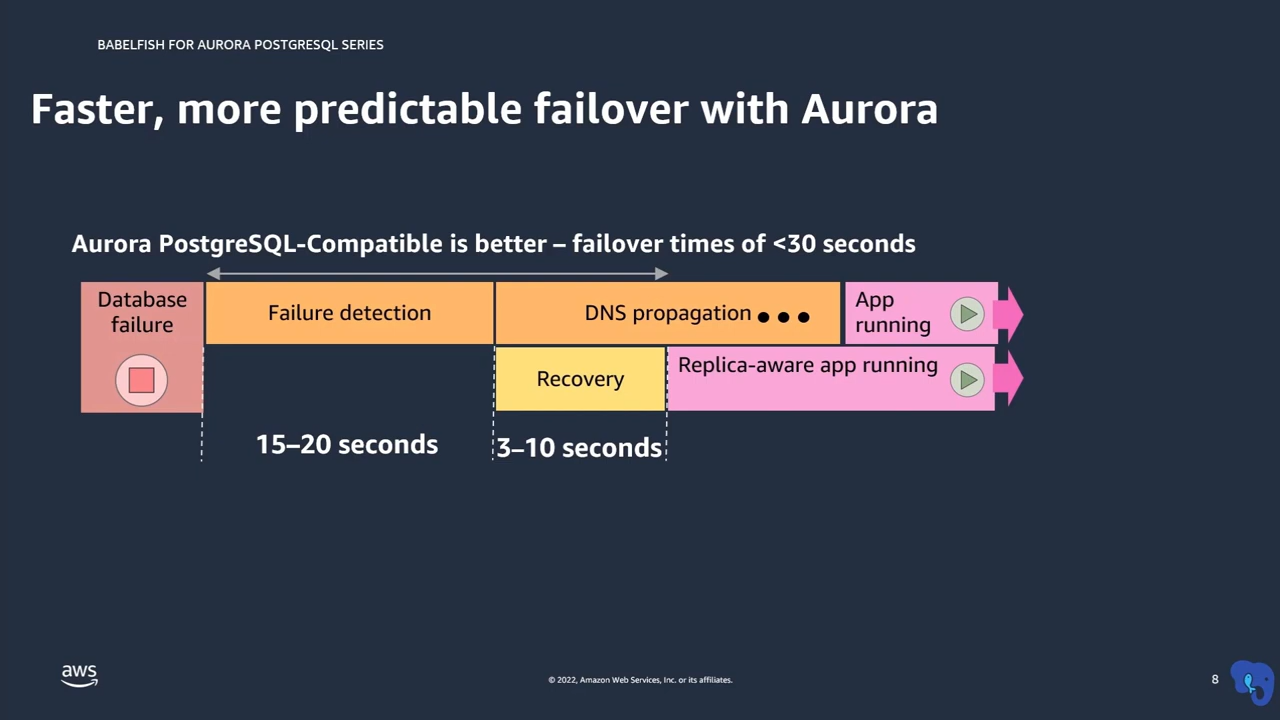 BABELFISH FOR AURORA POSTGRESQL SERIES
Faster, more predictable failover with Aurora
Aurora PostgreSQL-Compatible is better – failover times of <30 seconds
Database
failure
Failure detection
DNS propagation
App
running
Recovery
Replica-aware app running
15–20 seconds
3–10 seconds
aws
© 2022, Amazon Web Services, Inc. or its affiliates.
8